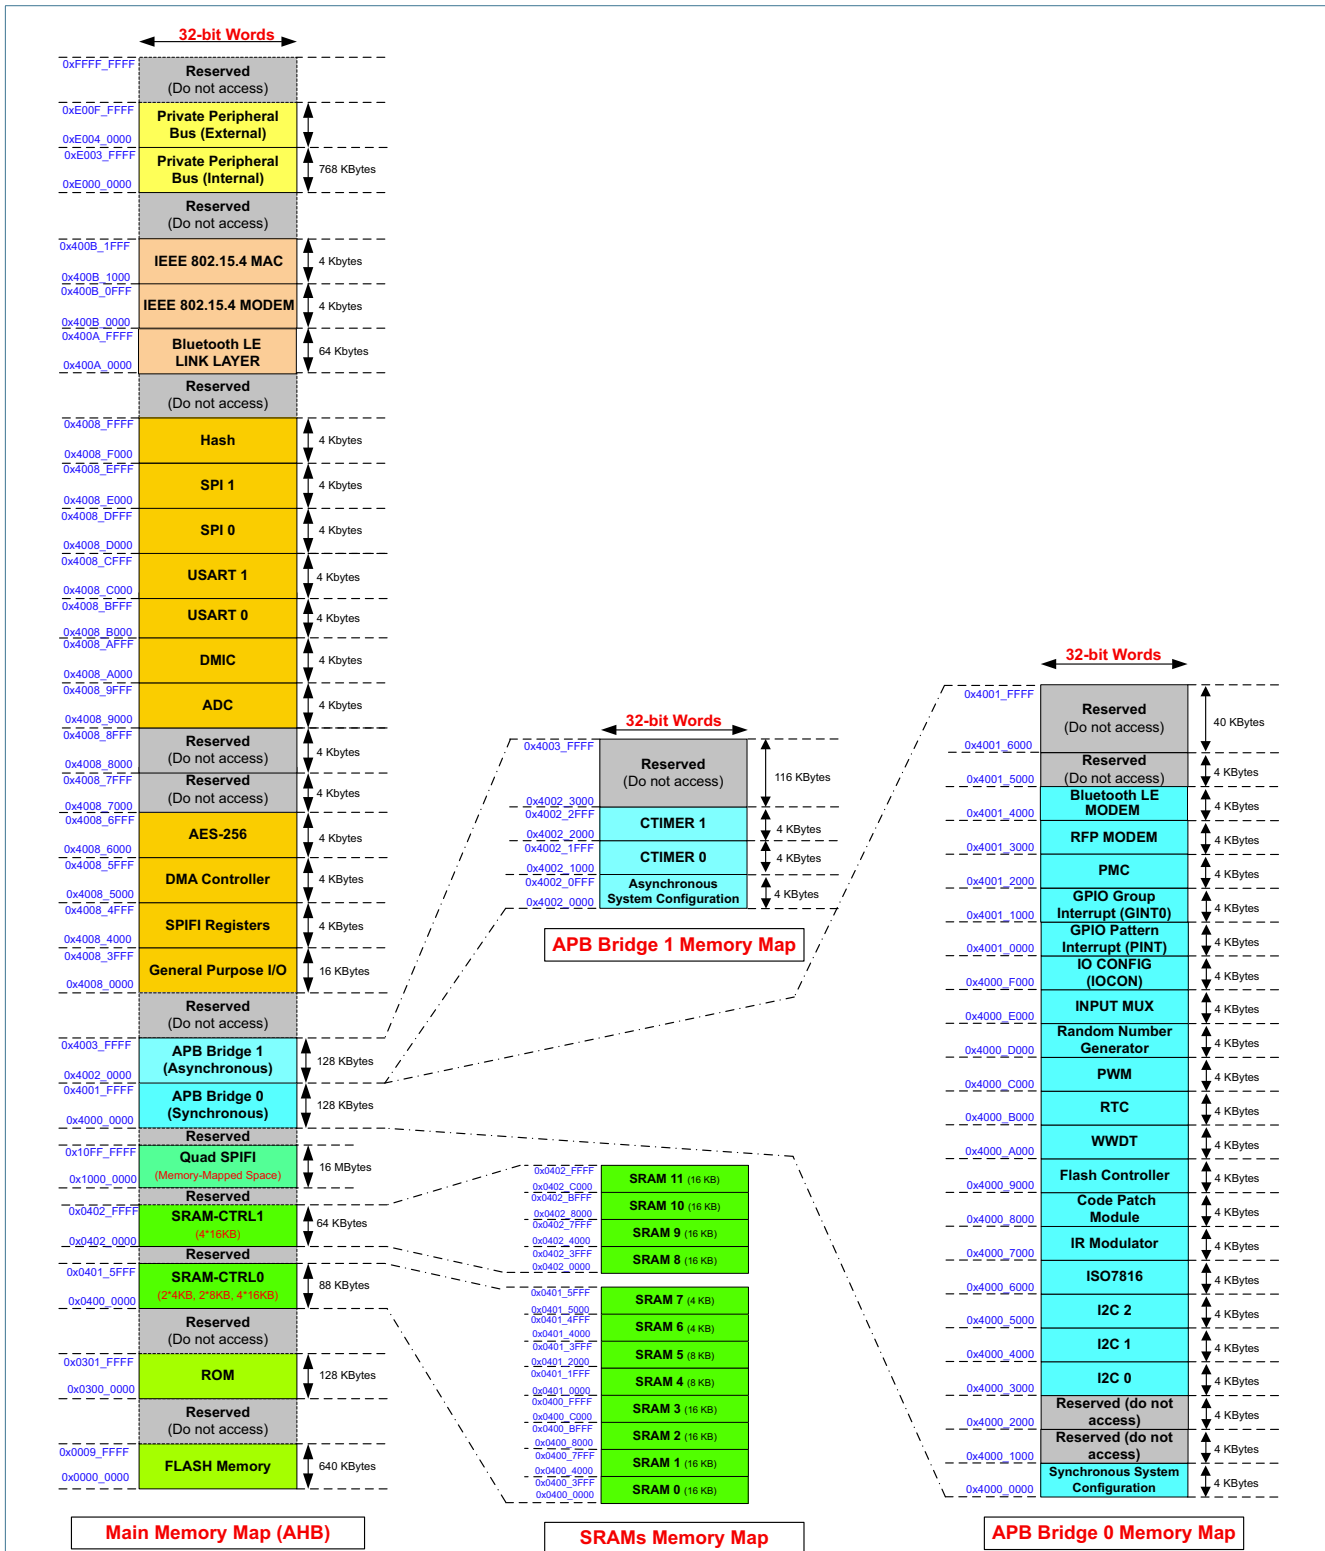 32-bit Words
0xFFFF_FFFF
Reserved
(Do not access)
0xE00F_FFFF
Private Peripheral
Bus (External)
0xE004_0000
0xE003_FFFF
Private Peripheral
Bus (Internal)
768 KBytes
0xE000_0000
Reserved
(Do not access)
0x400B_1FFF
IEEE 802.15.4 MAC
4 Kbytes
0x400B_1000
0x400B_0FFF
IEEE 802.15.4 MODEM
4 Kbytes
0x400B_0000
0x400A_FFFF
Bluetooth LE
LINK LAYER
64 Kbytes
0x400A_0000
Reserved
(Do not access)
0x4008_FFFF
Hash
4 Kbytes
0x4008_F000
0x4008_EFFF
SPI 1
4 Kbytes
0x4008_E000
0x4008_DFFF
SPI 0
4 Kbytes
0x4008_D000
0x4008_CFFF
USART 1
4 Kbytes
0x4008_C000
0x4008_BFFF
USART 0
4 Kbytes
0x4008_B000
0x4008_AFFF
DMIC
4 Kbytes
0x4008_A000
0x4008_9FFF
ADC
4 Kbytes
0x4008_9000
0x4008_8FFF
Reserved
(Do not access)
4 Kbytes
0x4008_8000
0x4008_7FFF
Reserved
(Do not access)
4 Kbytes
0x4008_7000
0x4008_6FFF
AES-256
4 Kbytes
0x4008_6000
0x4008_5FFF
DMA Controller
4 KBytes
0x4008_5000
0x4008_4FFF
SPIFI Registers
4 KBytes
0x4008_4000
0x4008_3FFF
General Purpose I/O
16 KBytes
0x4008_0000
Reserved
(Do not access)
0x4003_FFFF
APB Bridge 1
(Asynchronous)
128 KBytes
0x4002_0000
0x4001_FFFF
APB Bridge 0
(Synchronous)
128 KBytes
0x4000_0000
Reserved
0x10FF_FFFF
Quad SPIFI
(Memory-Mapped Space)
16 MBytes
0x1000_0000
Reserved
0x0402_FFFF
SRAM-CTRL1
(4*16KB)
64 KBytes
0x0402_0000
Reserved
0x0401_5FFF
SRAM-CTRL0
(2*4KB, 2*8KB, 4*16KB)
88 KBytes
0x0400_0000
Reserved
(Do not access)
0x0301_FFFF
ROM
128 KBytes
0x0300_0000
Reserved
(Do not access)
0x0009_FFFF
FLASH Memory
640 KBytes
0x0000_0000
Main Memory Map (AHB)
32-bit Words
0x4003_FFFF
Reserved
(Do not access)
116 KBytes
0x4002_3000
0x4002_2FFF
CTIMER 1
4 KBytes
0x4002_2000
0x4002_1FFF
CTIMER 0
4 KBytes
0x4002_1000
0x4002_0FFF
Asynchronous
System Configuration
4 KBytes
0x4002_0000
APB Bridge 1 Memory Map
0x0402_FFFF
SRAM 11 (16 KB)
0x0402_C000
0x0402_BFFF
SRAM 10 (16 KB)
0x0402_8000
0x0402_7FFF
SRAM 9 (16 KB)
0x0402_4000
0x0402_3FFF
SRAM 8 (16 KB)
0x0402_0000
0x0401_5FFF
SRAM 7 (4 KB)
0x0401_5000
0x0401_4FFF
SRAM 6 (4 KB)
0x0401_4000
0x0401_3FFF
SRAM 5 (8 KB)
0x0401_2000
0x0401_1FFF
SRAM 4 (8 KB)
0x0401_0000
0x0400_FFFF
SRAM 3 (16 KB)
0x0400_C000
0x0400_BFFF
SRAM 2 (16 KB)
0x0400_8000
0x0400_7FFF
SRAM 1 (16 KB)
0x0400_4000
0x0400_3FFF
SRAM 0 (16 KB)
0x0400_0000
SRAMs Memory Map
32-bit Words
0x4001_FFFF
Reserved
(Do not access)
40 KBytes
0x4001_6000
Reserved
(Do not access)
4 KBytes
0x4001_5000
Bluetooth LE
MODEM
4 KBytes
0x4001_4000
RFP MODEM
4 KBytes
0x4001_3000
PMC
4 KBytes
0x4001_2000
GPIO Group
Interrupt (GINT0)
4 KBytes
0x4001_1000
GPIO Pattern
Interrupt (PINT)
4 KBytes
0x4001_0000
IO CONFIG
(IOCON)
4 KBytes
0x4000_F000
INPUT MUX
4 KBytes
0x4000_E000
Random Number
Generator
4 KBytes
0x4000_D000
PWM
4 KBytes
0x4000_C000
RTC
4 KBytes
0x4000_B000
WWDT
4 KBytes
0x4000_A000
Flash Controller
4 KBytes
0x4000_9000
Code Patch
Module
4 KBytes
0x4000_8000
IR Modulator
4 KBytes
0x4000_7000
ISO7816
4 KBytes
0x4000_6000
I2C 2
4 KBytes
0x4000_5000
I2C 1
4 KBytes
0x4000_4000
I2C 0
4 KBytes
0x4000_3000
Reserved (do not
access)
4 KBytes
0x4000_2000
Reserved (do not
access)
4 KBytes
0x4000_1000
Synchronous System
Configuration
4 KBytes
0x4000_0000
APB Bridge 0 Memory Map